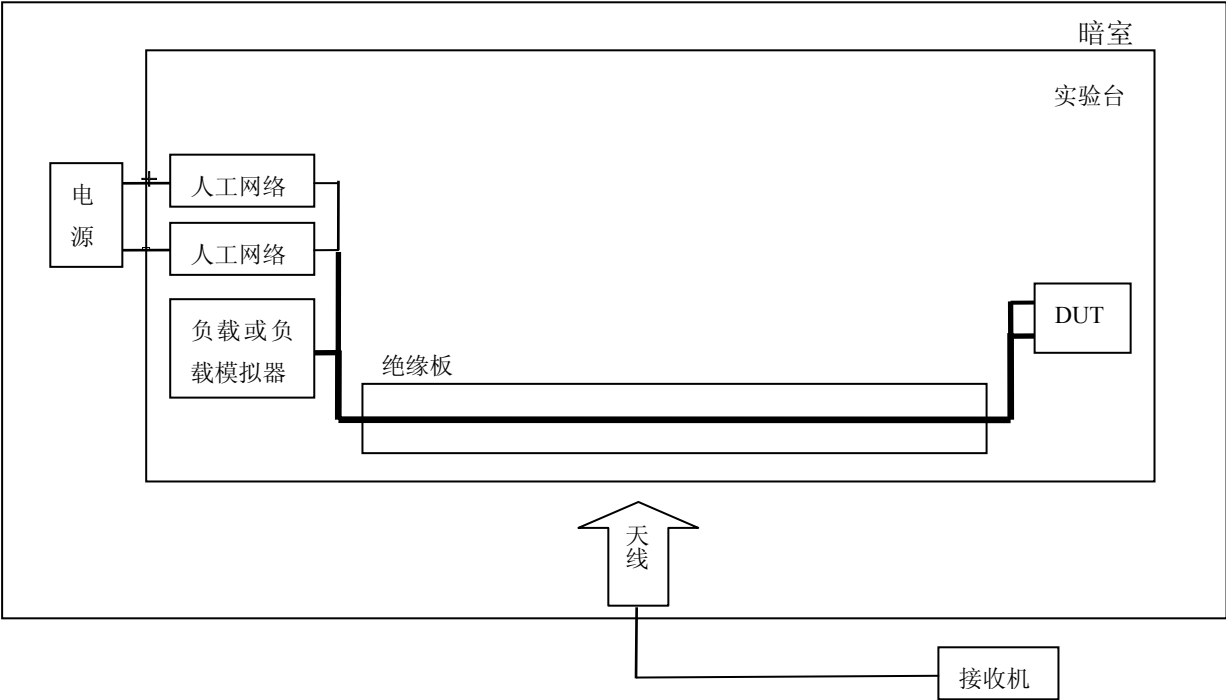 暗室
实验台
电
源
+
-
人工网络
人工网络
负载或负
载模拟器
绝缘板
DUT
天
线
接收机